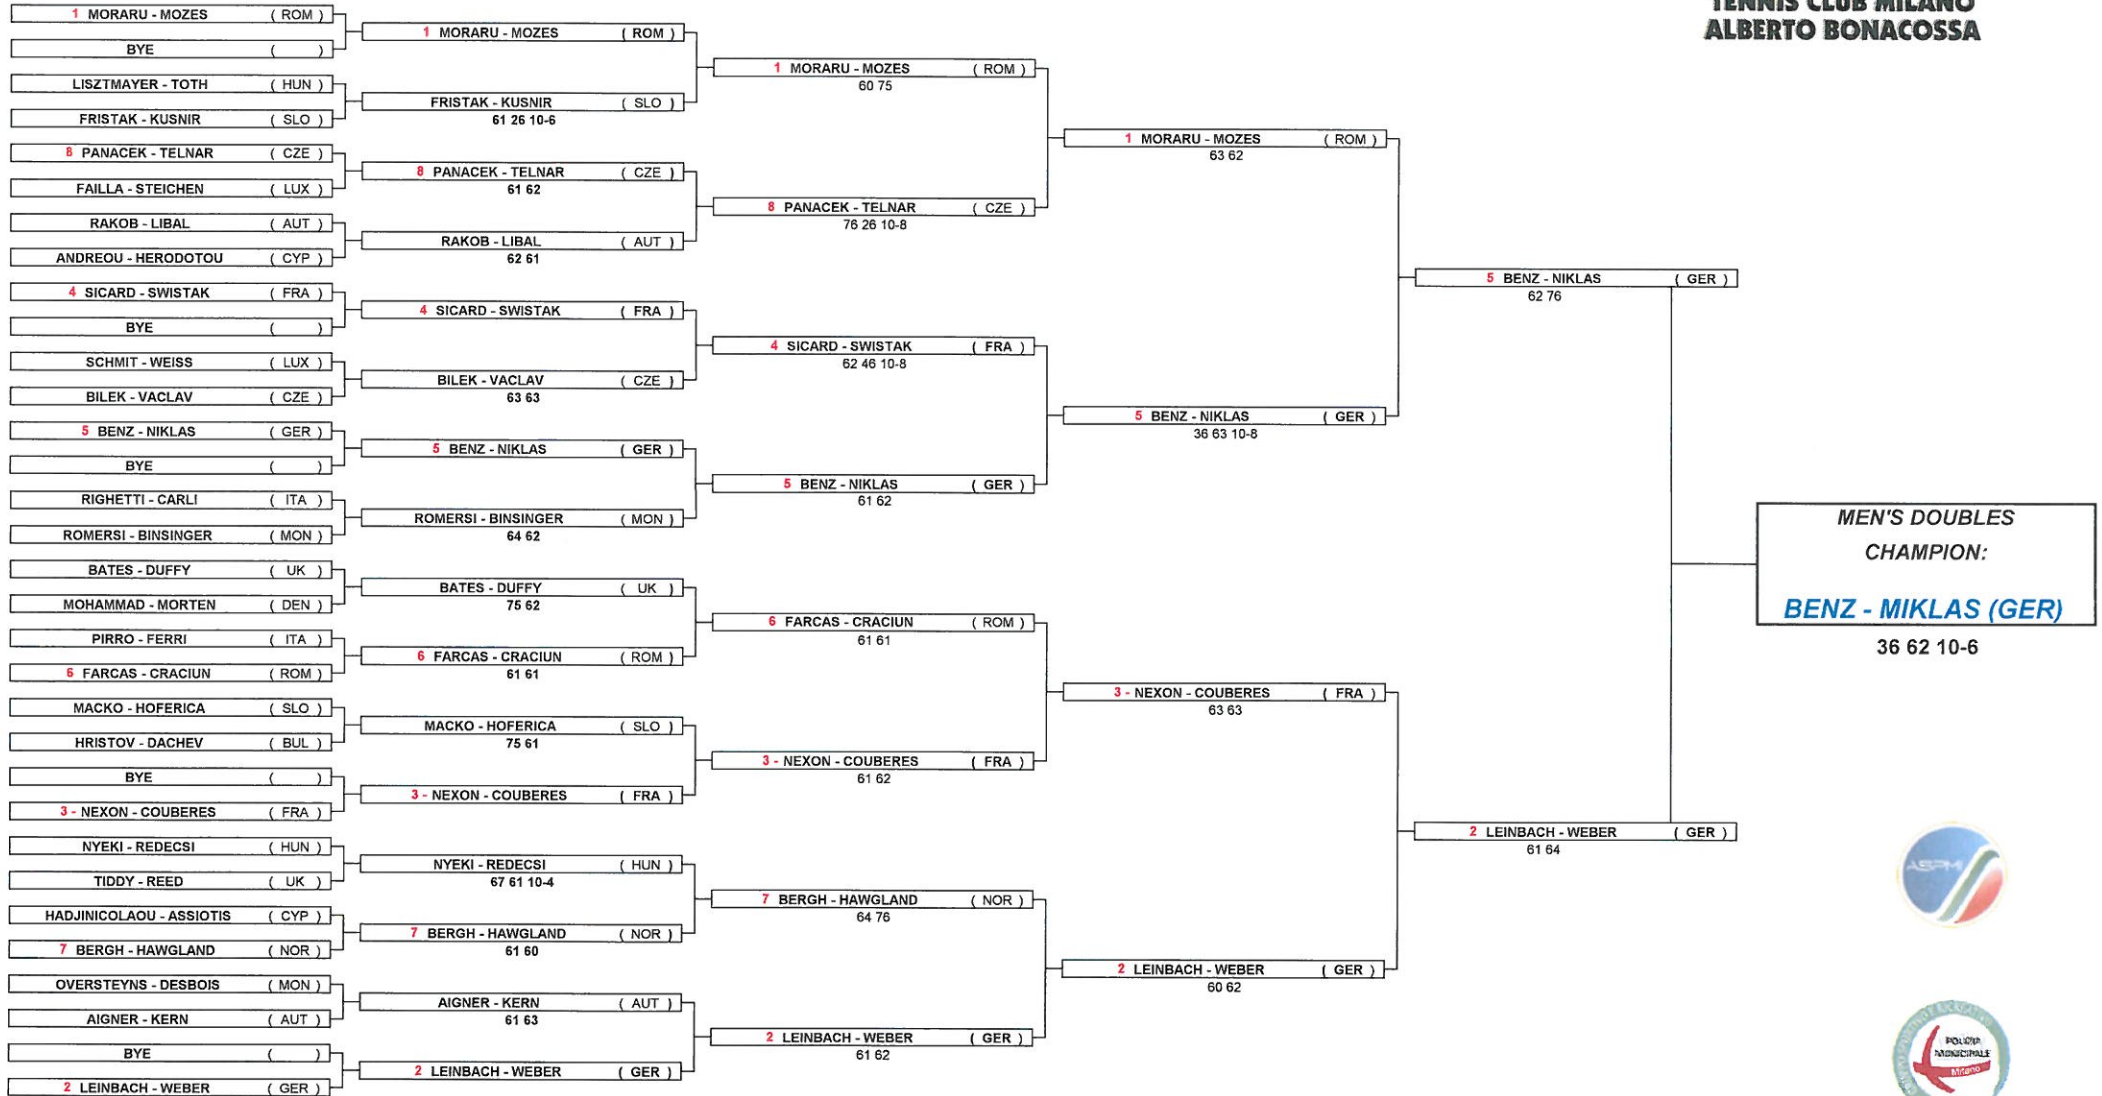 TENNIS CLUB MILANO
ALBERTO BONACOSSA
1 MORARU - MOZES ( ROM )
BYE ( )
LISZTMAYER - TOTH ( HUN )
FRISTAK - KUSNIR ( SLO )
8 PANACEK - TELNAR ( CZE )
FAILLA - STEICHEN ( LUX )
RAKOB - LIBAL ( AUT )
ANDREOU - HERODOTOU ( CYP )
4 SICARD - SWISTAK ( FRA )
BYE ( )
SCHMIT - WEISS ( LUX )
BILEK - VACLAV ( CZE )
5 BENZ - NIKLAS ( GER )
BYE ( )
RIGHETTI - CARLI ( ITA )
ROMERSI - BINSINGER ( MON )
BATES - DUFFY ( UK )
MOHAMMAD - MORTEN ( DEN )
PIRRO - FERRI ( ITA )
6 FARCAS - CRACIUN ( ROM )
MACKO - HOFERICA ( SLO )
HRISTOV - DACHEV ( BUL )
BYE ( )
3 - NEXON - COUBERES ( FRA )
NYEKI - REDECSI ( HUN )
TIDDY - REED ( UK )
HADJINICOLAOU - ASSIOTIS ( CYP )
7 BERGH - HAWGLAND ( NOR )
OVERSTEYNS - DESBOIS ( MON )
AIGNER - KERN ( AUT )
BYE ( )
2 LEINBACH - WEBER ( GER )
1 MORARU - MOZES ( ROM )
FRISTAK - KUSNIR ( SLO )
61 26 10-6
8 PANACEK - TELNAR ( CZE )
61 62
RAKOB - LIBAL ( AUT )
62 61
4 SICARD - SWISTAK ( FRA )
BILEK - VACLAV ( CZE )
63 63
5 BENZ - NIKLAS ( GER )
ROMERSI - BINSINGER ( MON )
64 62
BATES - DUFFY ( UK )
75 62
6 FARCAS - CRACIUN ( ROM )
61 61
MACKO - HOFERICA ( SLO )
75 61
3 - NEXON - COUBERES ( FRA )
NYEKI - REDECSI ( HUN )
67 61 10-4
7 BERGH - HAWGLAND ( NOR )
61 60
AIGNER - KERN ( AUT )
61 63
2 LEINBACH - WEBER ( GER )
1 MORARU - MOZES ( ROM )
60 75
8 PANACEK - TELNAR ( CZE )
76 26 10-8
4 SICARD - SWISTAK ( FRA )
62 46 10-8
5 BENZ - NIKLAS ( GER )
61 62
6 FARCAS - CRACIUN ( ROM )
61 61
3 - NEXON - COUBERES ( FRA )
61 62
7 BERGH - HAWGLAND ( NOR )
64 76
2 LEINBACH - WEBER ( GER )
61 62
1 MORARU - MOZES ( ROM )
63 62
5 BENZ - NIKLAS ( GER )
36 63 10-8
3 - NEXON - COUBERES ( FRA )
63 63
2 LEINBACH - WEBER ( GER )
60 62
5 BENZ - NIKLAS ( GER )
62 76
2 LEINBACH - WEBER ( GER )
61 64
MEN'S DOUBLES
CHAMPION:
BENZ - MIKLAS (GER)
36 62 10-6
ASPMI
POLIZIA
MUNICIPALE
Milano